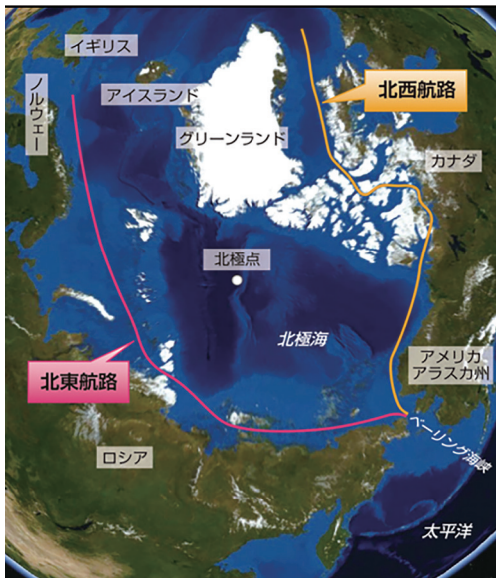 イギリス
ノルウェー
アイスランド
グリーンランド
北西航路
カナダ
北極点
北極海
北東航路
アメリカ
アラスカ州
ベーリング海峡
ロシア
太平洋